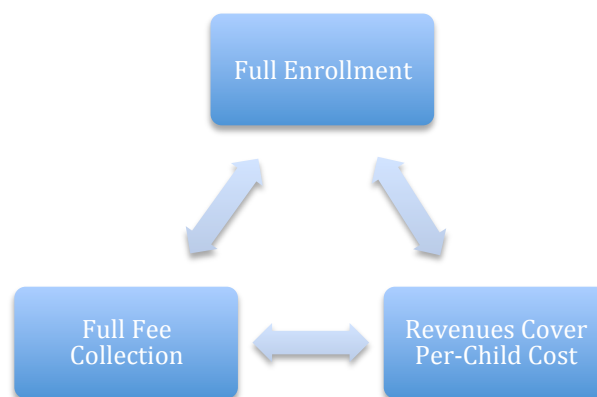 Full Enrollment
Full Fee
Collection
Revenues Cover
Per-Child Cost